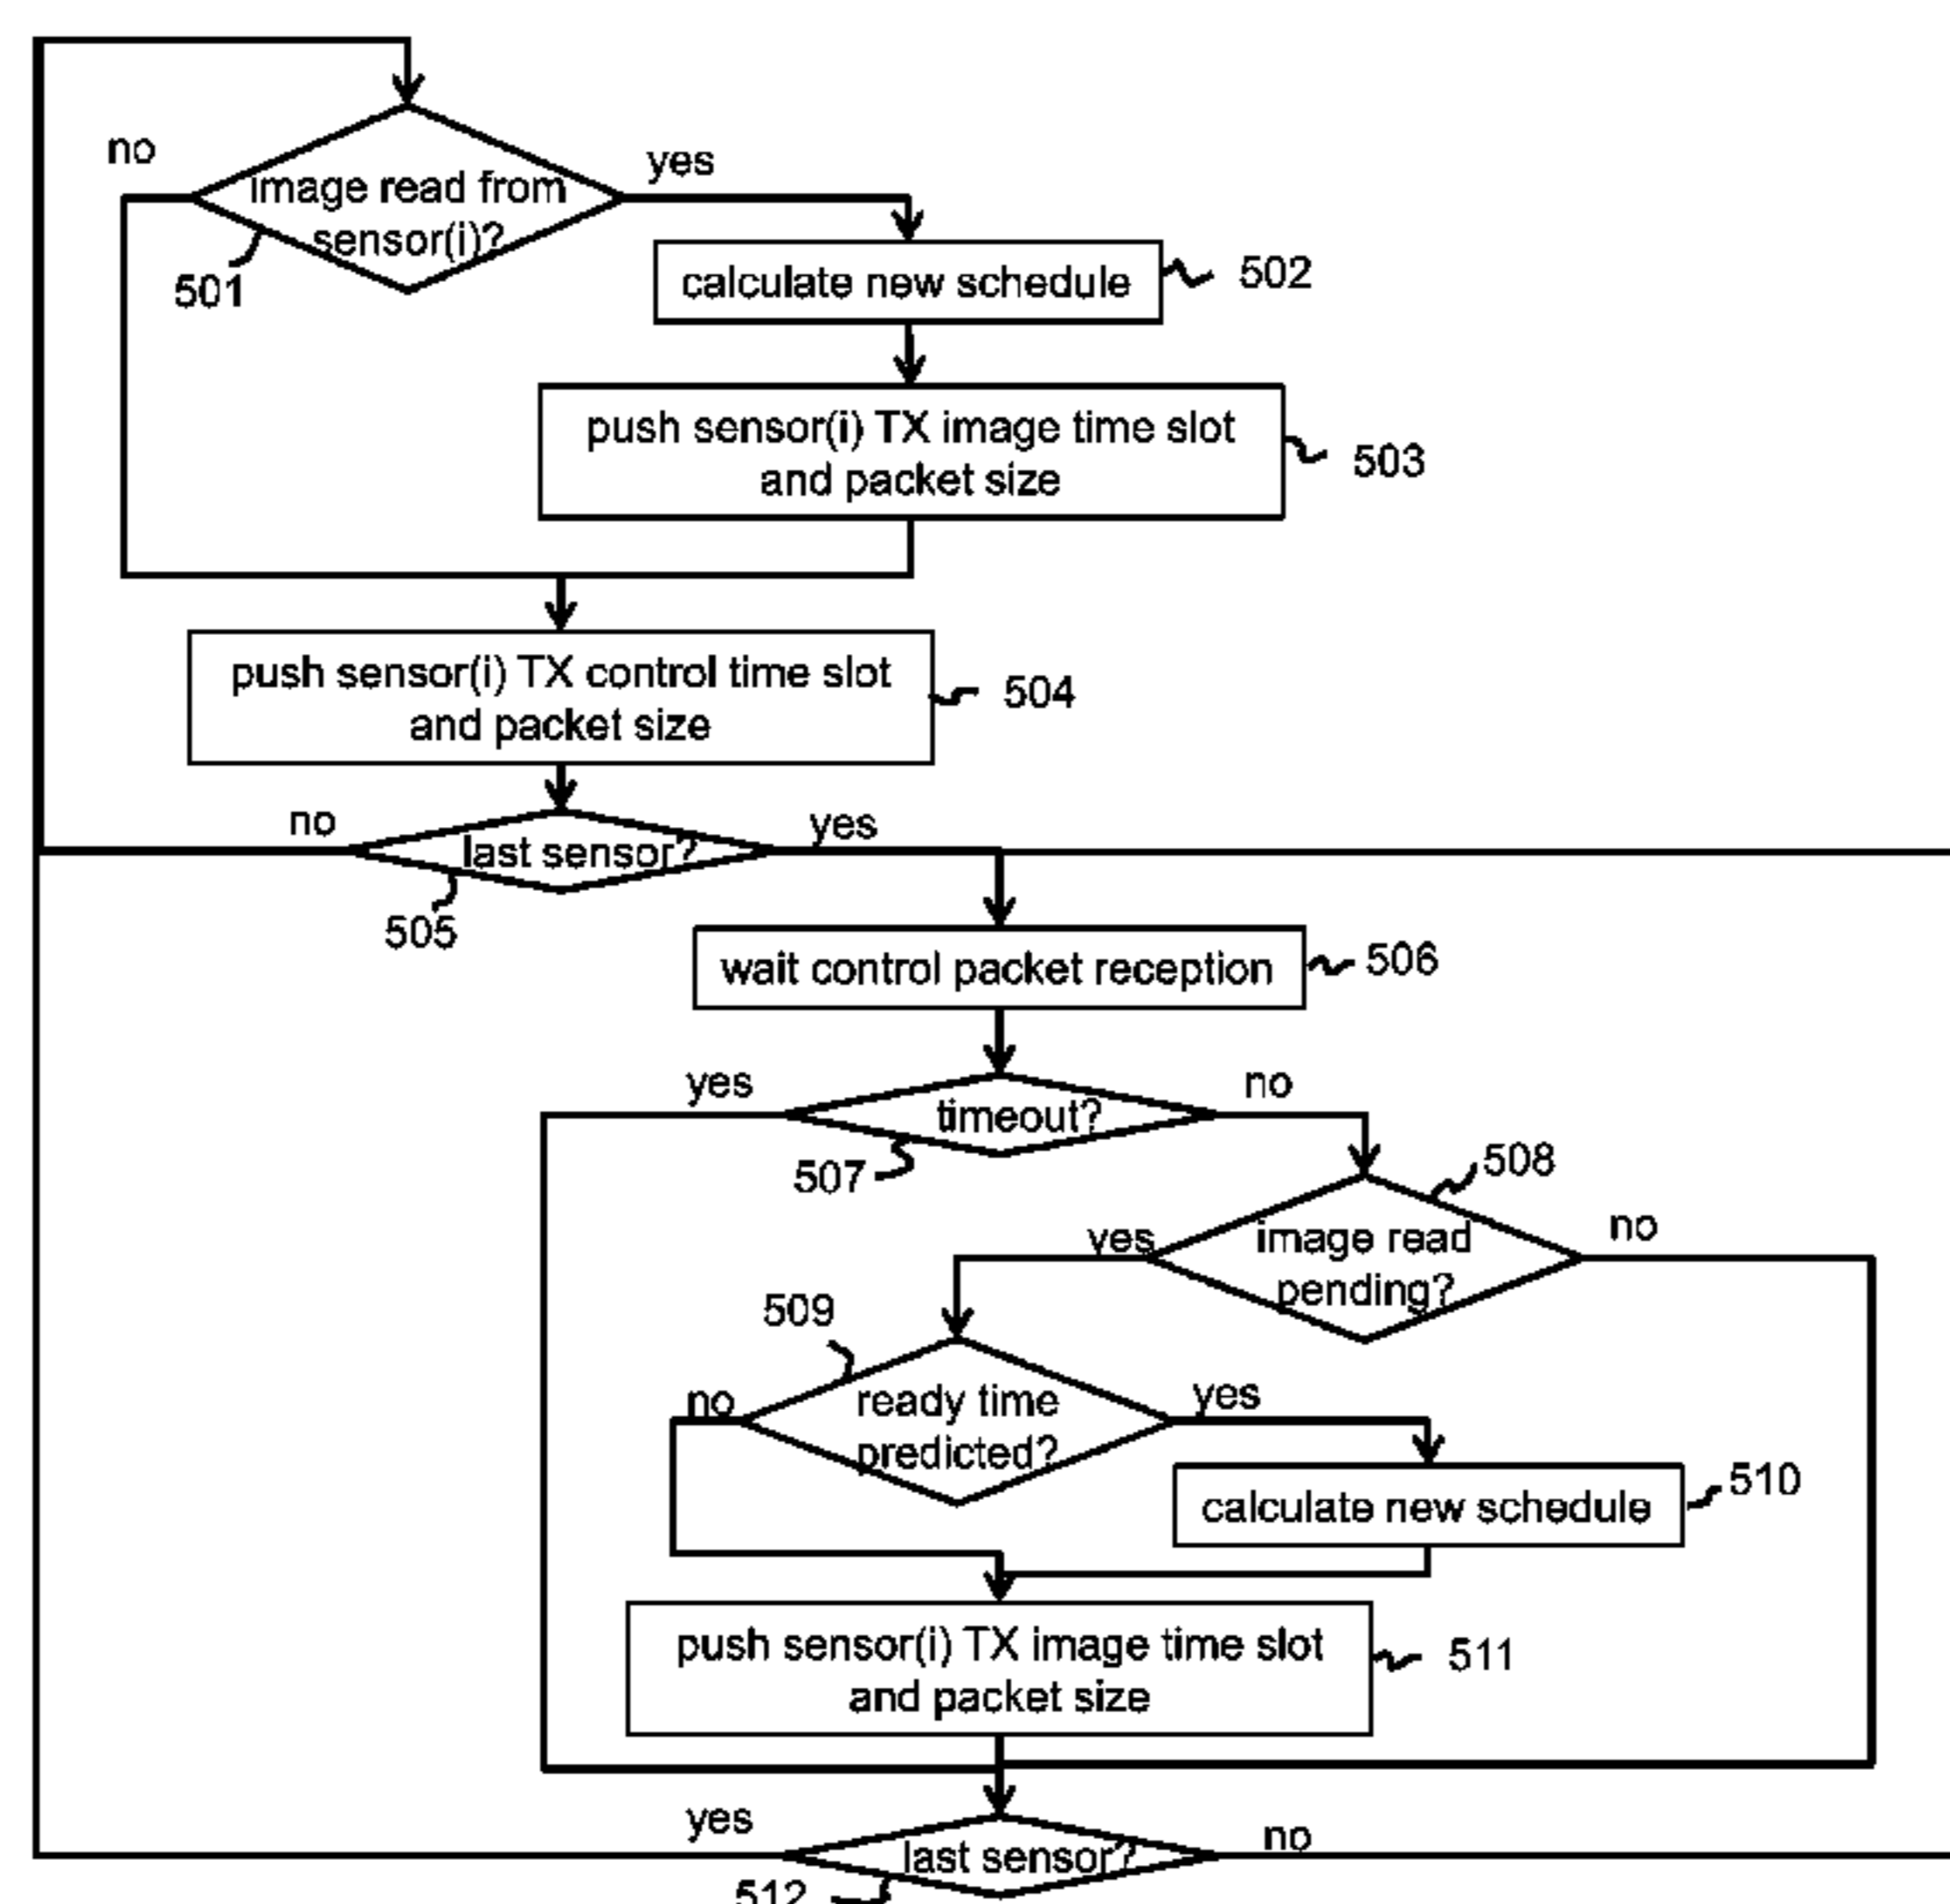 no
yes
image read from
sensor(i)?
501
calculate new schedule
502
push sensor(i) TX image time slot
and packet size
503
push sensor(i) TX control time slot
and packet size
504
no
last sensor?
yes
505
wait control packet reception
506
yes
timeout?
no
507
508
yes
image read
pending?
no
509
no
ready time
predicted?
yes
calculate new schedule
510
push sensor(i) TX image time slot
and packet size
511
yes
last sensor?
no
512